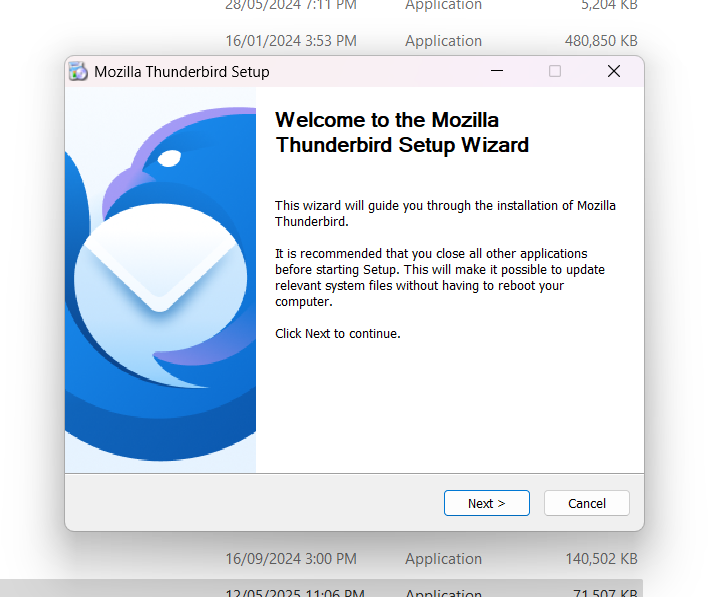 28/05/2024 7:11 PM Application 5,204 KB
16/01/2024 3:53 PM Application 480,850 KB
Mozilla Thunderbird Setup
Welcome to the Mozilla
Thunderbird Setup Wizard
This wizard will guide you through the installation of Mozilla
Thunderbird.
It is recommended that you close all other applications
before starting Setup. This will make it possible to update
relevant system files without having to reboot your
computer.
Click Next to continue.
Next > Cancel
16/09/2024 3:00 PM Application 140,502 KB
12/05/2025 11:06 PM Application 71,507 KB